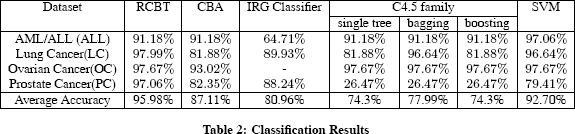 Dataset RCBT CBA IRG Classifier C4.5 family SVM
single tree bagging boosting
AML/ALL (ALL) 91.18% 91.18% 64.71% 91.18% 91.18% 91.18% 97.06%
Lung Cancer(LC) 97.99% 81.88% 89.93% 81.88% 96.64% 81.88% 96.64%
Ovarian Cancer(OC) 97.67% 93.02% - 97.67% 97.67% 97.67% 97.67%
Prostate Cancer(PC) 97.06% 82.35% 88.24% 26.47% 26.47% 26.47% 79.41%
Average Accuracy 95.98% 87.11% 80.96% 74.3% 77.99% 74.3% 92.70%
Table 2: Classification Results